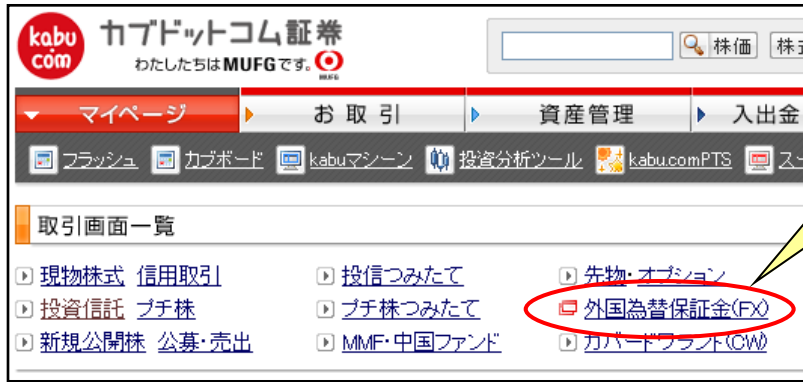 kabu.com カブドットコム証券
わたしたちはMUFGです。 MUFG
株価
マイページ お取引 資産管理 入出金
フラッシュ カブボード kabuマシーン 投資分析ツール kabu.comPTS
取引画面一覧
現物株式 信用取引 投信つみたて 先物・オプション
投資信託 プチ株 プチ株つみたて 外国為替保証金(FX)
新規公開株 公募・売出 MMF・中国ファンド カバードワラント(CW)